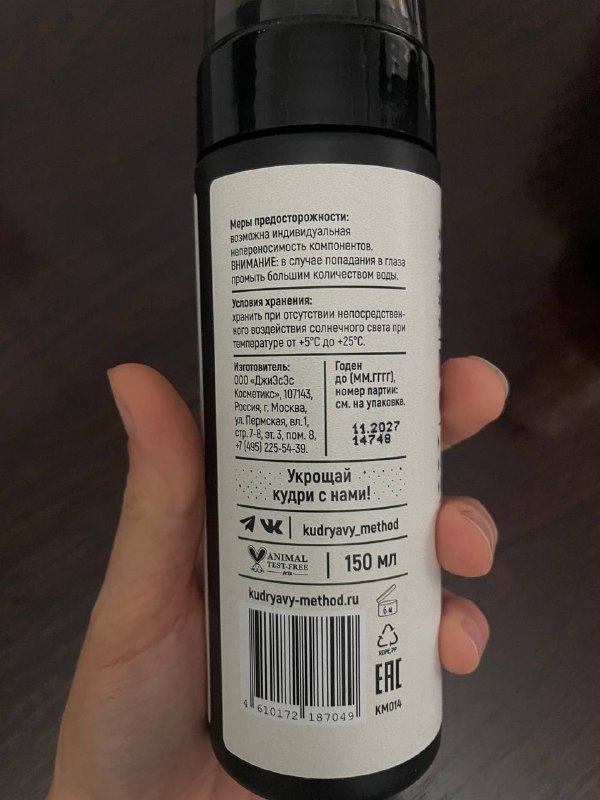 Меры предосторожности:
возможна индивидуальная
непереносимость компонентов.
ВНИМАНИЕ: в случае попадания в глаза
промыть большим количеством воды.
Условия хранения:
хранить при отсутствии непосредствен-
ного воздействия солнечного света при
температуре от +5°C до +25°C.
Изготовитель:
ООО «ДжиЭсЭс
Косметикс», 107143,
Россия, г. Москва,
ул. Пермская, вл.1,
стр.7-8, эт. 3, пом. 8,
+7 (495) 225-54-39.
Годен
до (ММ.ГГГГ),
номер партии:
см. на упаковке.
11.2027
14748
Укрощай
кудри с нами!
kudryavy_method
ANIMAL
TEST-FREE
150 мл
kudryavy-method.ru
6 м
HDPE,PP
EAC
KM014
4 610172 187049